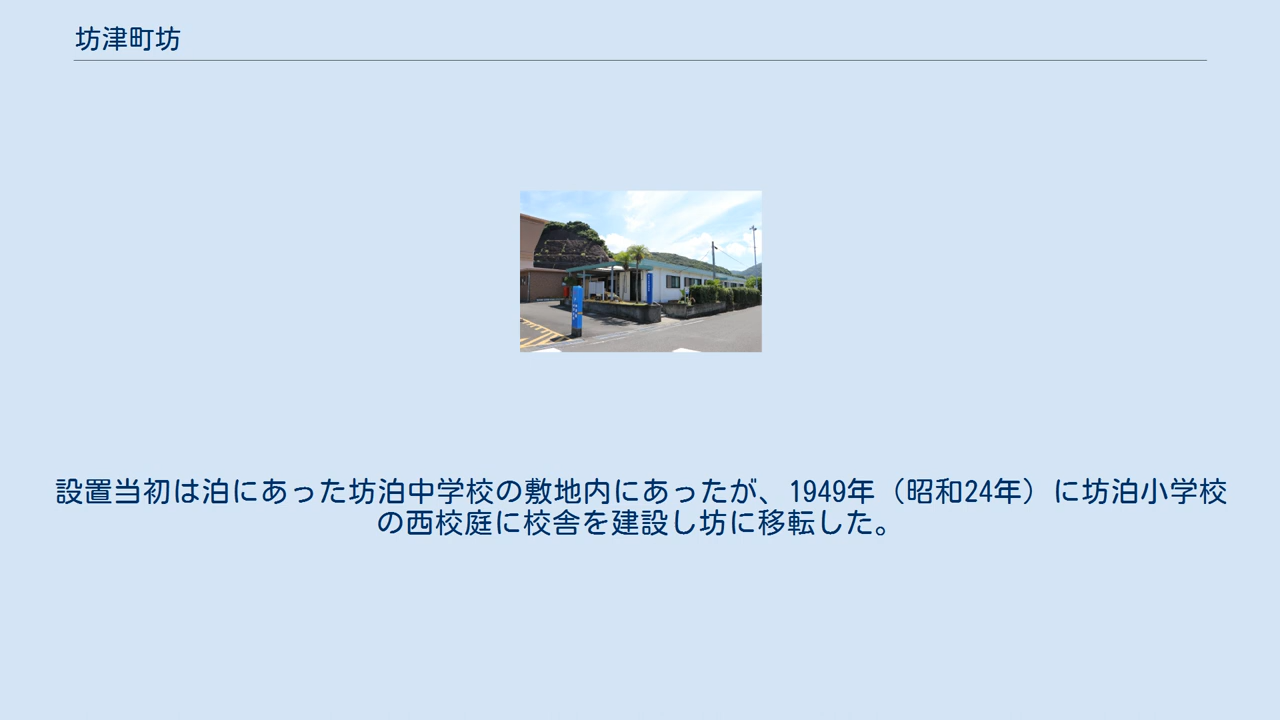 坊津町坊
設置当初は泊にあった坊泊中学校の敷地内にあったが、1949年（昭和24年）に坊泊小学校
の西校庭に校舎を建設し坊に移転した。